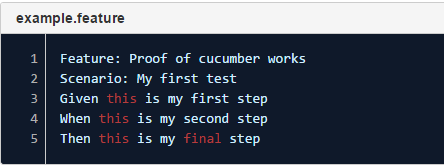 example.feature
1 Feature: Proof of cucumber works
2 Scenario: My first test
3 Given this is my first step
4 When this is my second step
5 Then this is my final step